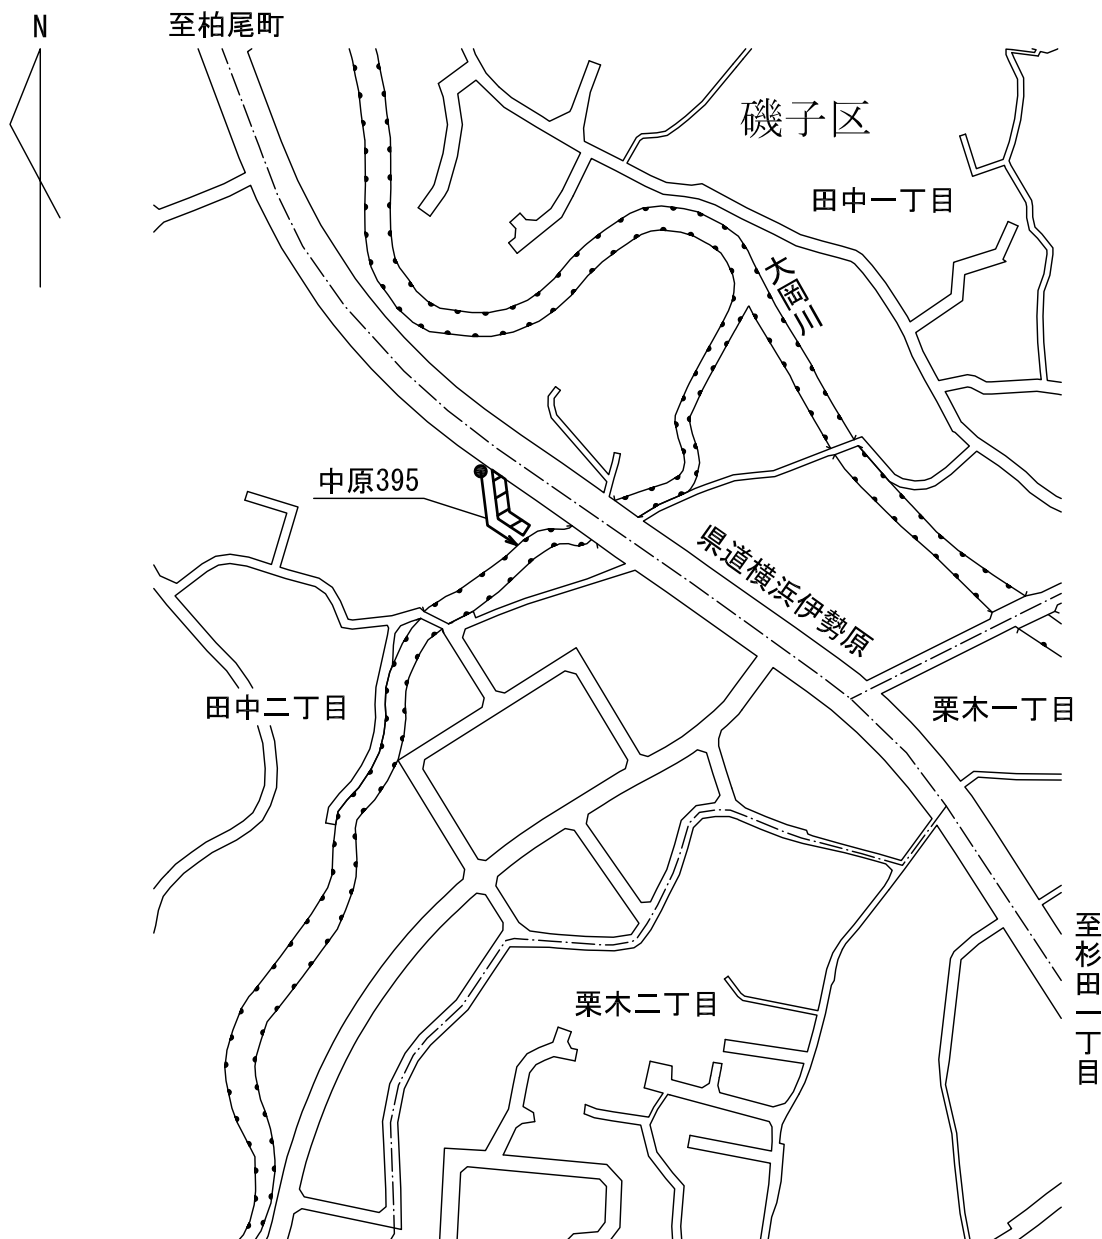 N
至柏尾町
磯子区
田中一丁目
大岡川
中原395
県道横浜伊勢原
田中二丁目
栗木一丁目
至杉田一丁目
栗木二丁目